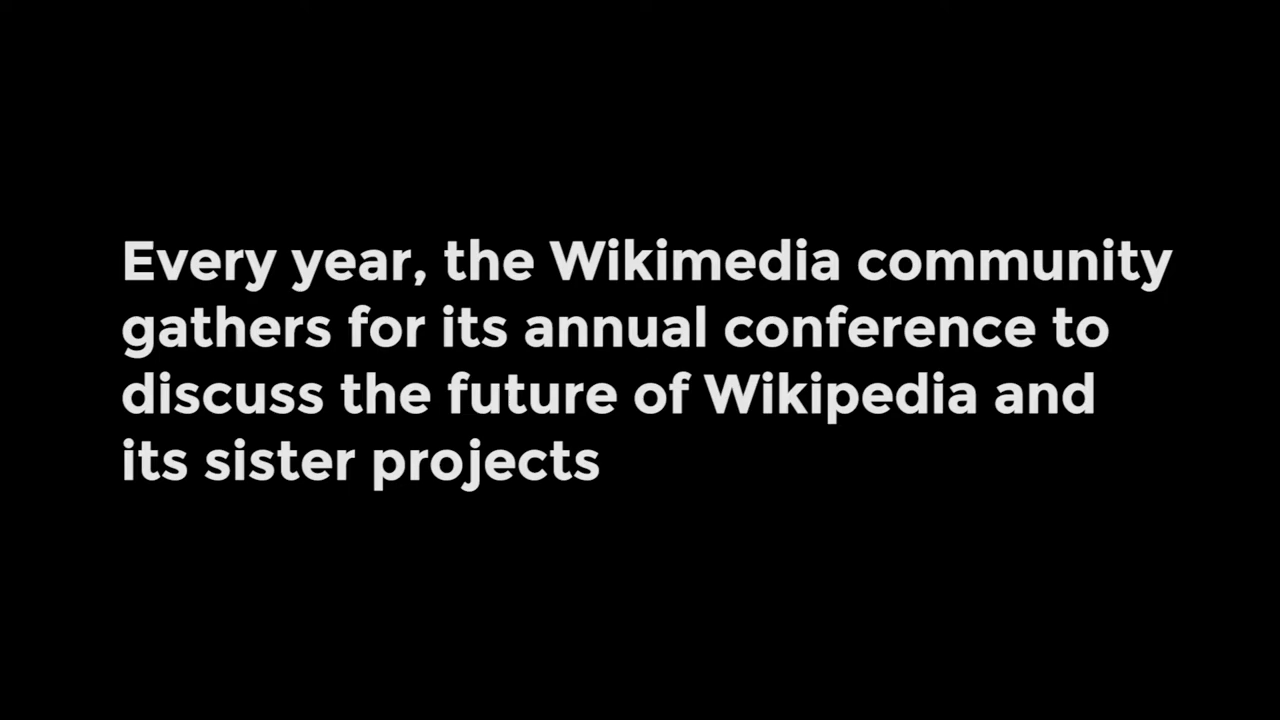 Every year, the Wikimedia community
gathers for its annual conference to
discuss the future of Wikipedia and
its sister projects